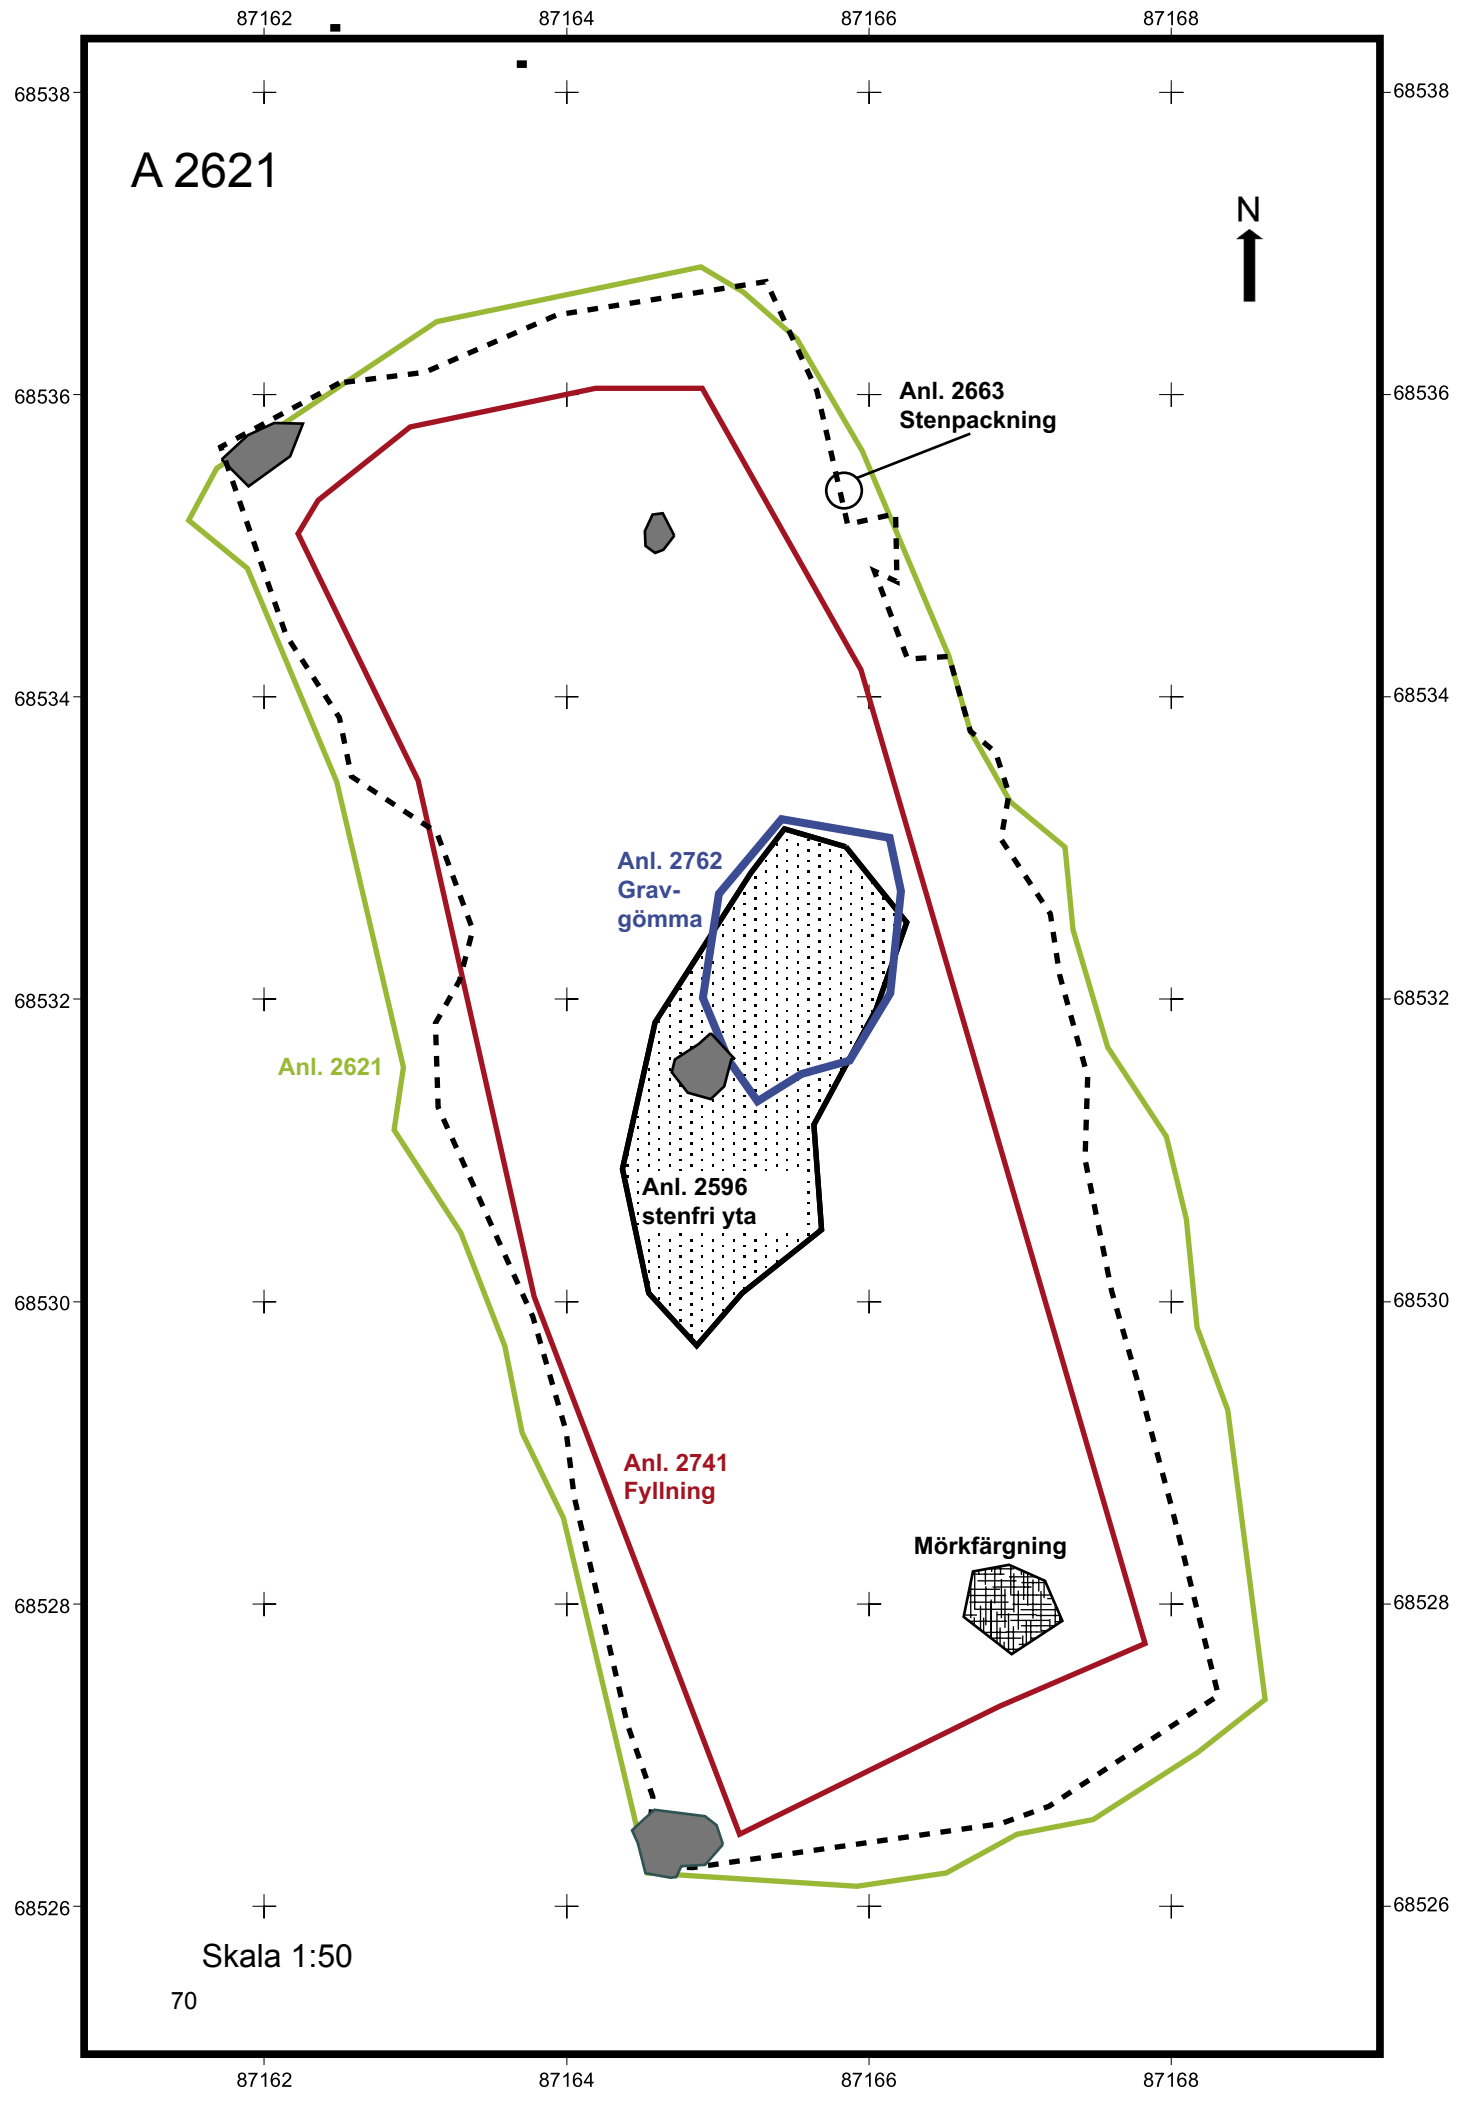 87162 87164 87166 87168
68538 68538
A 2621
N
68536 68536
Anl. 2663
Stenpackning
68534 68534
Anl. 2762
Grav-
gömma
68532 68532
Anl. 2621
Anl. 2596
stenfri yta
68530 68530
Anl. 2741
Fyllning
Mörkfärgning
68528 68528
68526 68526
Skala 1:50
70
87162 87164 87166 87168